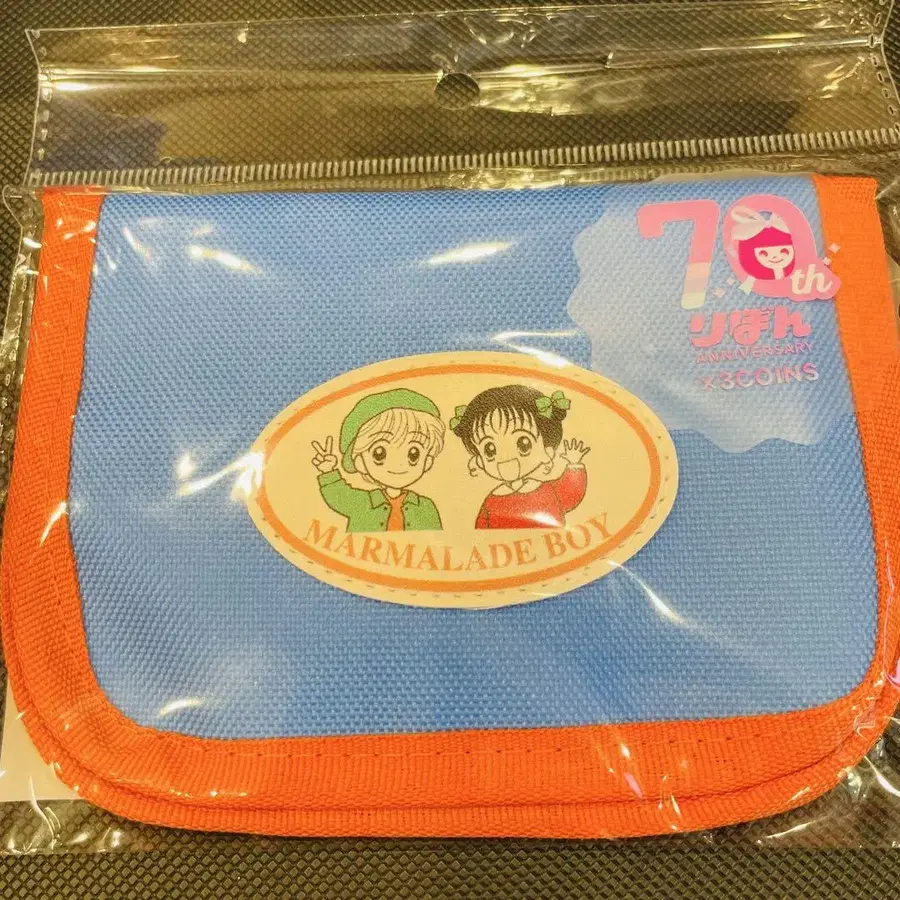 70th
りぼん
ANNIVERSARY
×3COINS
MARMALADE BOY